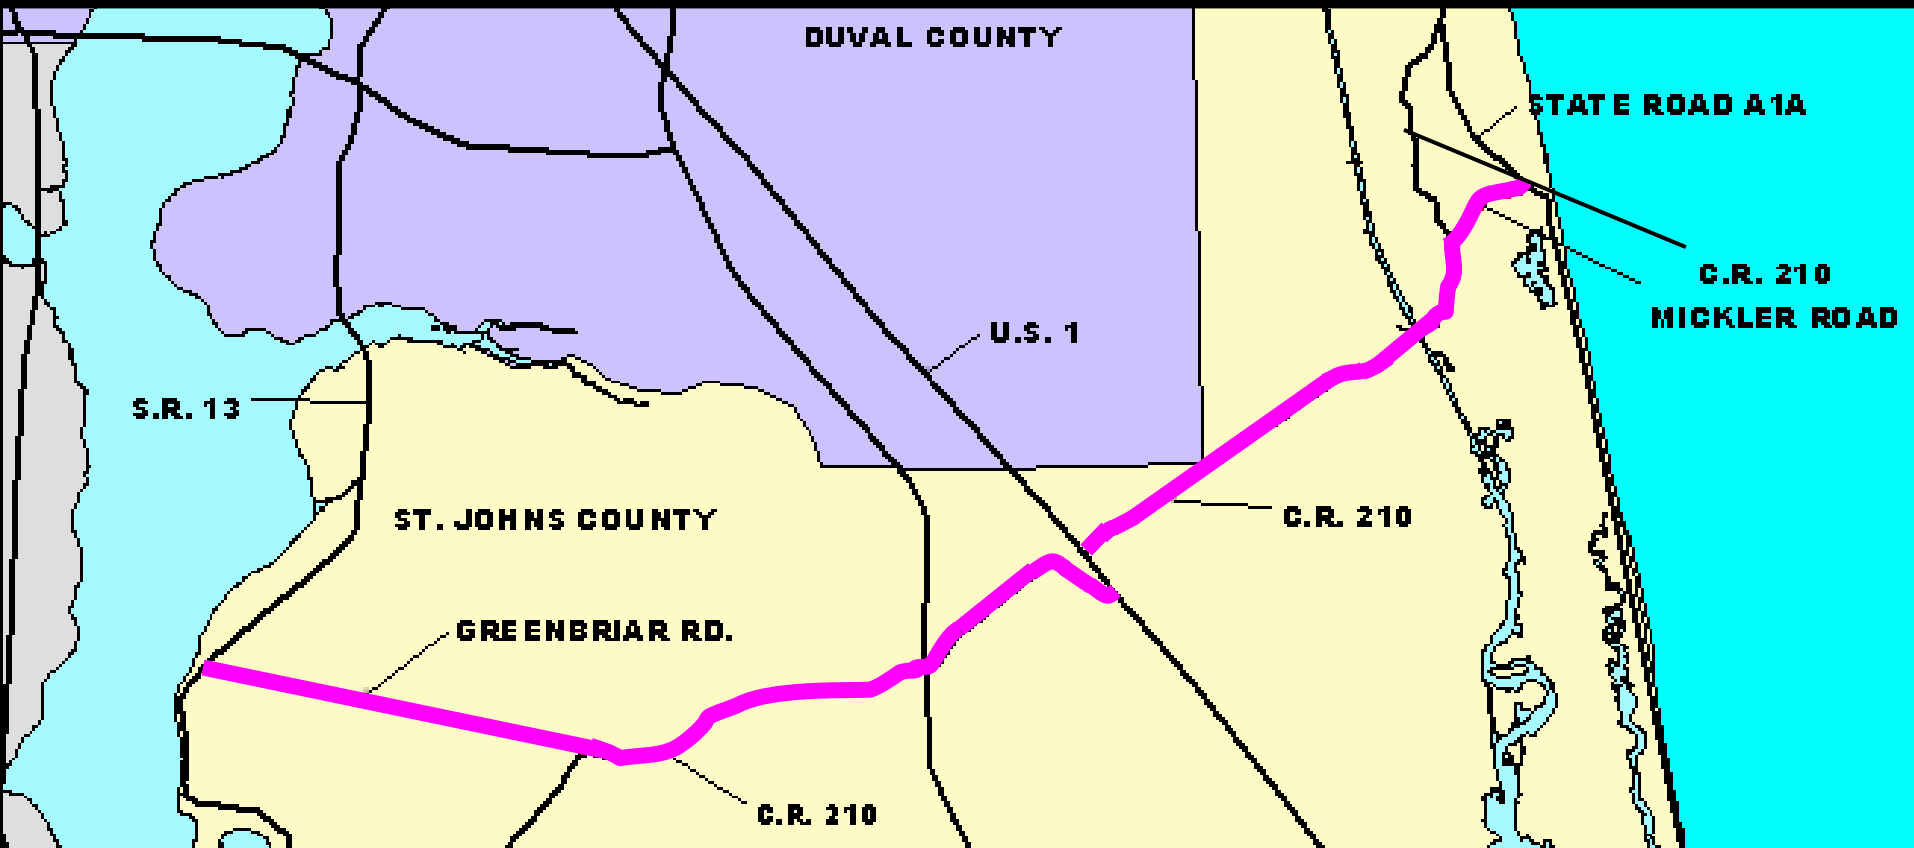 DUVAL COUNTY
STATE ROAD A1A
C.R. 210
MICKLER ROAD
U.S. 1
S.R. 13
ST. JOHNS COUNTY
C.R. 210
GREENBRIAR RD.
C.R. 210